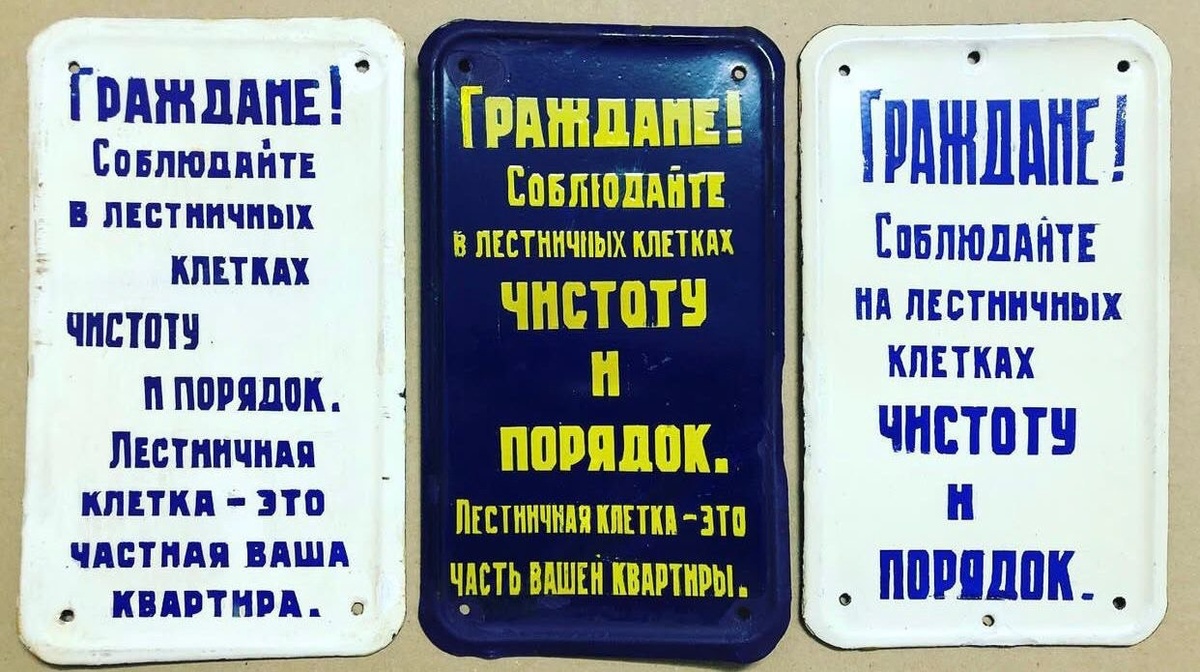 ГРАЖДАНЕ!
СОБЛЮДАЙТЕ
В ЛЕСТНИЧНЫХ
КЛЕТКАХ
ЧИСТОТУ
И ПОРЯДОК.
ЛЕСТНИЧНАЯ
КЛЕТКА – ЭТО
ЧАСТНАЯ ВАША
КВАРТИРА.
ГРАЖДАНЕ!
СОБЛЮДАЙТЕ
В ЛЕСТНИЧНЫХ КЛЕТКАХ
ЧИСТОТУ
И
ПОРЯДОК.
ЛЕСТНИЧНАЯ КЛЕТКА – ЭТО
ЧАСТЬ ВАШЕЙ КВАРТИРЫ.
ГРАЖДАНЕ!
СОБЛЮДАЙТЕ
НА ЛЕСТНИЧНЫХ
КЛЕТКАХ
ЧИСТОТУ
И
ПОРЯДОК.